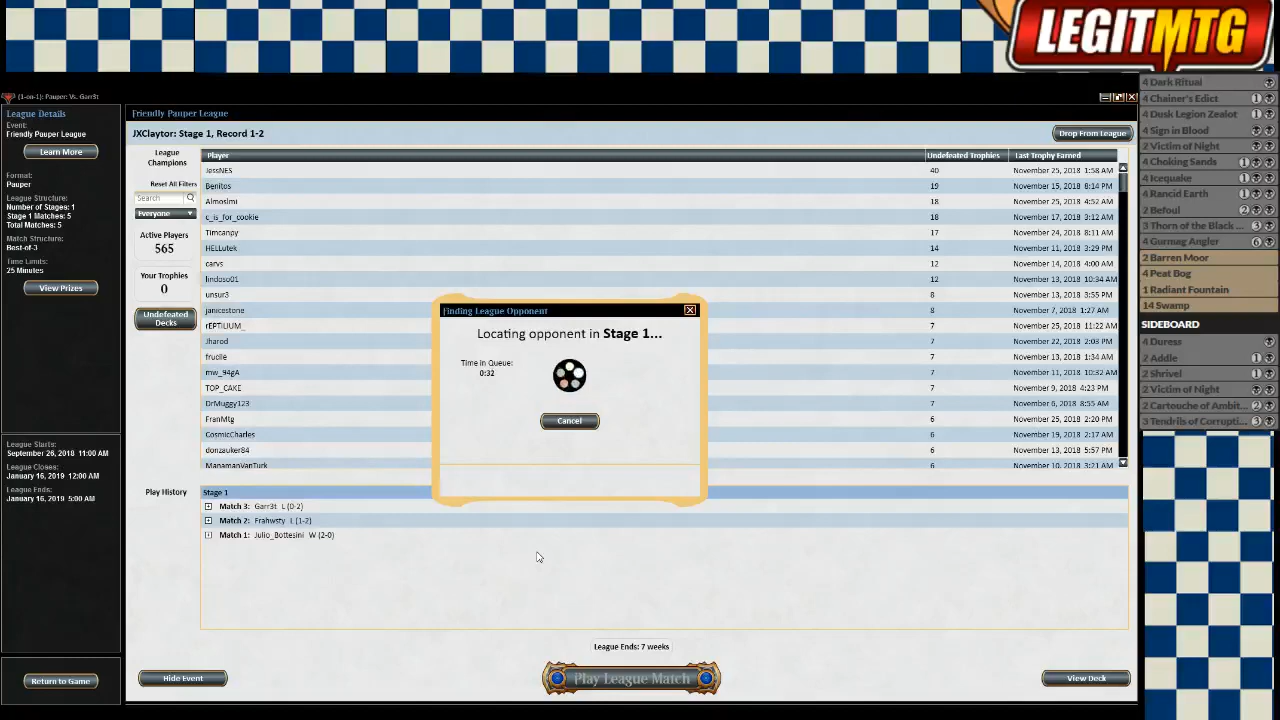 LEGITMTG
(1-on-1): Pauper: Vs. Garr3t
League Details
Event:
Friendly Pauper League
Learn More
Format:
Pauper
League Structure:
Number of Stages: 1
Stage 1 Matches: 5
Total Matches: 5
Match Structure:
Best-of-3
Time Limits:
25 Minutes
View Prizes
League Starts:
September 26, 2018 11:00 AM
League Closes:
January 16, 2019 12:00 AM
League Ends:
January 16, 2019 5:00 AM
Return to Game
Friendly Pauper League
JXClaytor: Stage 1, Record 1-2
Drop From League
League
Champions
Reset All Filters
Search
Everyone
Active Players
565
Your Trophies
0
Undefeated
Decks
Player Undefeated Trophies Last Trophy Earned
JessNES 40 November 25, 2018 1:58 AM
Benitos 19 November 15, 2018 8:14 PM
Almoslmi 18 November 25, 2018 4:52 AM
c_is_for_cookie 18 November 17, 2018 3:12 AM
Timcanpy 17 November 24, 2018 8:11 AM
HELLutek 14 November 11, 2018 3:29 PM
carvs 12 November 14, 2018 4:00 AM
lindoso01 12 November 13, 2018 10:34 AM
unsur3 8 November 13, 2018 3:55 PM
janicestone 8 November 7, 2018 1:27 AM
rEPTILIUM_ 7 November 25, 2018 11:22 AM
Jharod 7 November 22, 2018 2:03 PM
frucile 7 November 13, 2018 1:34 AM
mw_94gA 7 November 11, 2018 10:32 AM
TOP_CAKE 7 November 9, 2018 4:23 PM
DrMuggy123 7 November 6, 2018 8:55 AM
FranMtg 6 November 25, 2018 2:20 PM
CosmicCharles 6 November 19, 2018 2:17 AM
donzauker84 6 November 13, 2018 5:57 PM
ManamanVanTurk 6 November 10, 2018 3:21 AM
Finding League Opponent
Locating opponent in Stage 1...
Time in Queue:
0:32
Cancel
Play History
Stage 1
Match 3: Garr3t L (0-2)
Match 2: Frahwsty L (1-2)
Match 1: Julio_Bottesini W (2-0)
League Ends: 7 weeks
Hide Event
Play League Match
View Deck
4 Dark Ritual
4 Chainer's Edict 1
4 Dusk Legion Zealot 1
4 Sign in Blood
2 Victim of Night
4 Choking Sands 1
4 Icequake 1
4 Rancid Earth 1
2 Befoul 2
3 Thorn of the Black ... 3
4 Gurmag Angler 6
2 Barren Moor
4 Peat Bog
1 Radiant Fountain
14 Swamp
SIDEBOARD
4 Duress
2 Addle 1
2 Shrivel 1
2 Victim of Night
2 Cartouche of Ambit... 2
3 Tendrils of Corrupti... 3